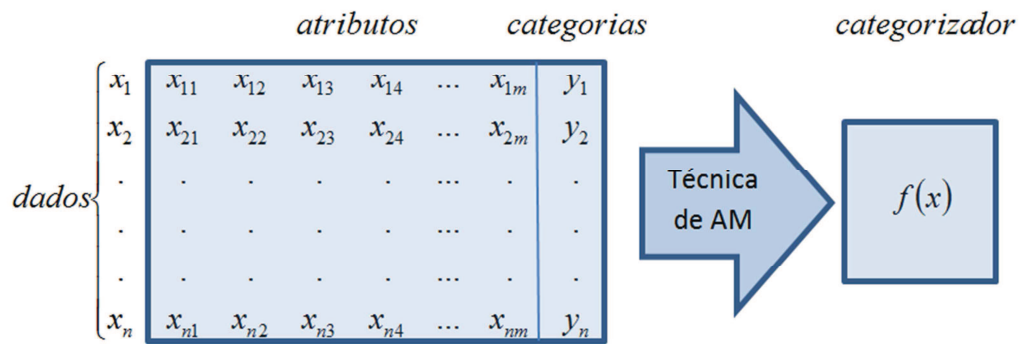 atributos categorias categorizador
x₁ x₁₁ x₁₂ x₁₃ x₁₄ ... x₁ₘ y₁
x₂ x₂₁ x₂₂ x₂₃ x₂₄ ... x₂ₘ y₂
. . . . . ... . .
dados { . . . . . ... . .
. . . . . ... . .
xₙ xₙ₁ xₙ₂ xₙ₃ xₙ₄ ... xₙₘ yₙ
Técnica
de AM
f(x)